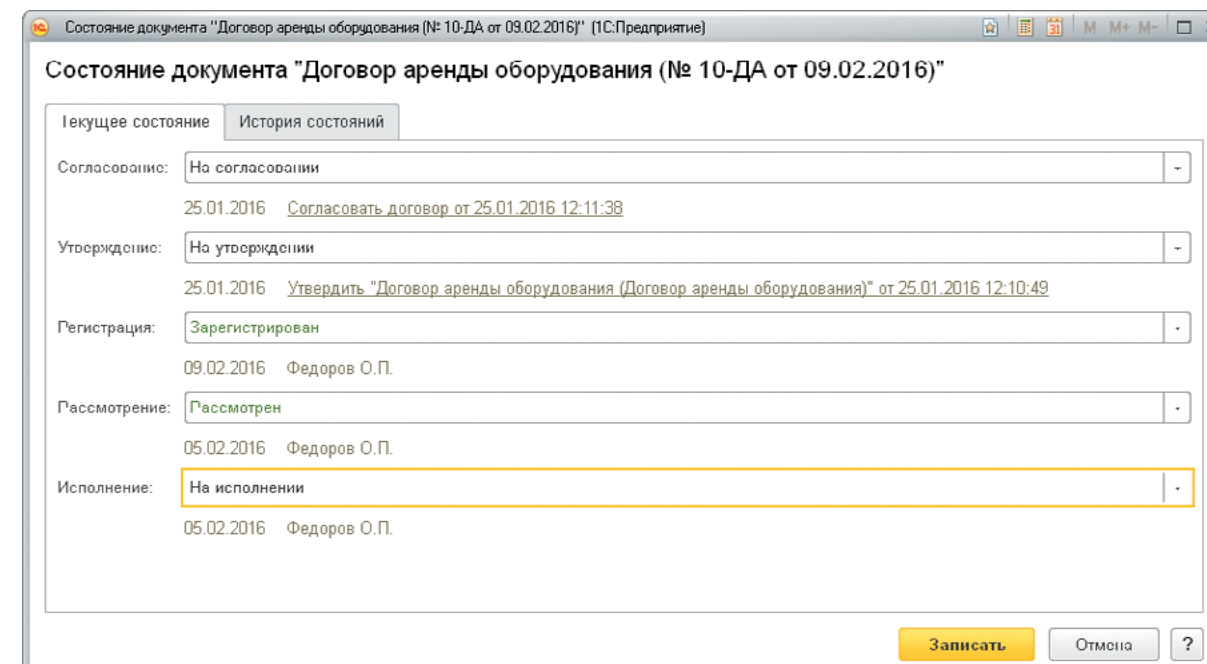 Состояние документа "Договор аренды оборудования (№ 10-ДА от 09.02.2016)" (1С:Предприятие)
31 M M+ M-
Состояние документа "Договор аренды оборудования (№ 10-ДА от 09.02.2016)"
Текущее состояние История состояний
Согласование: На согласовании
25.01.2016 Согласовать договор от 25.01.2016 12:11:38
Утверждение: На утверждении
25.01.2016 Утвердить "Договор аренды оборудования (Договор аренды оборудования)" от 25.01.2016 12:10:49
Регистрация: Зарегистрирован
09.02.2016 Федоров О.П.
Рассмотрение: Рассмотрен
05.02.2016 Федоров О.П.
Исполнение: На исполнении
05.02.2016 Федоров О.П.
Записать Отмена ?